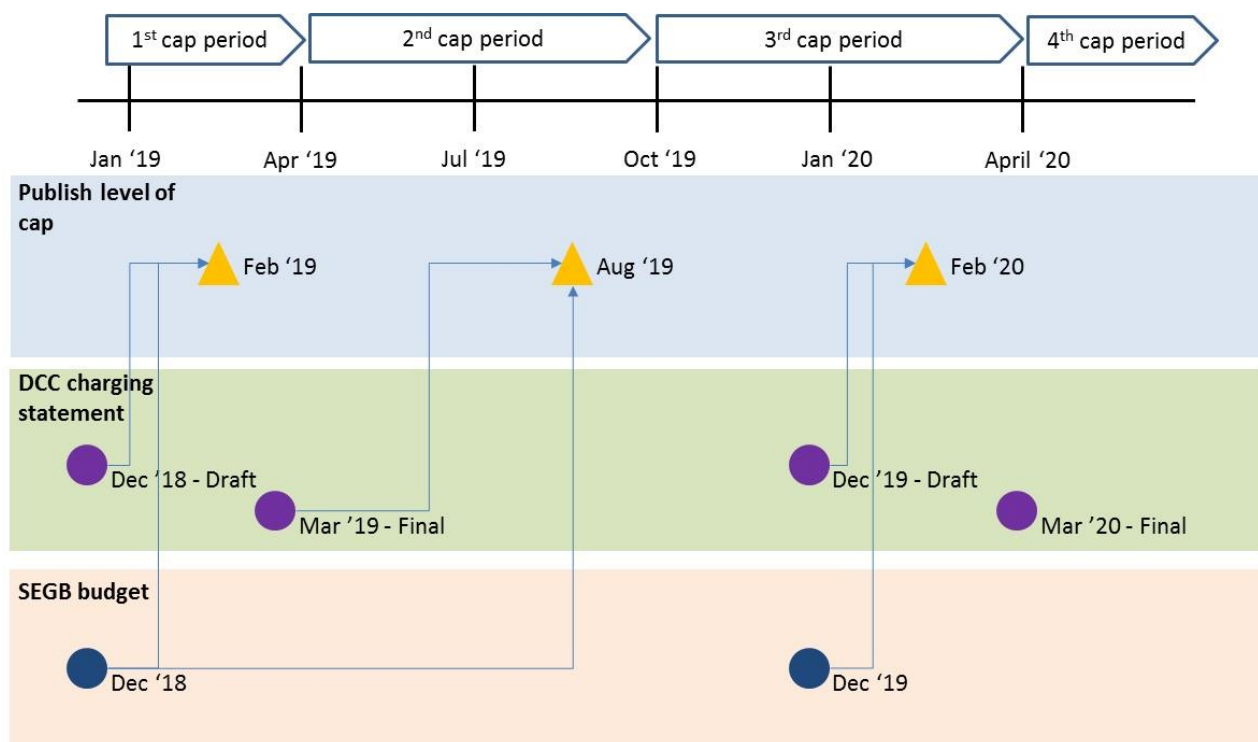 1st cap period
2nd cap period
3rd cap period
4th cap period
Jan ‘19
Apr ‘19
Jul ‘19
Oct ‘19
Jan ‘20
April ‘20
Publish level of
cap
Feb ‘19
Aug ‘19
Feb ‘20
DCC charging
statement
Dec ’18 - Draft
Mar ’19 - Final
Dec ’19 - Draft
Mar ’20 - Final
SEGB budget
Dec ‘18
Dec ‘19